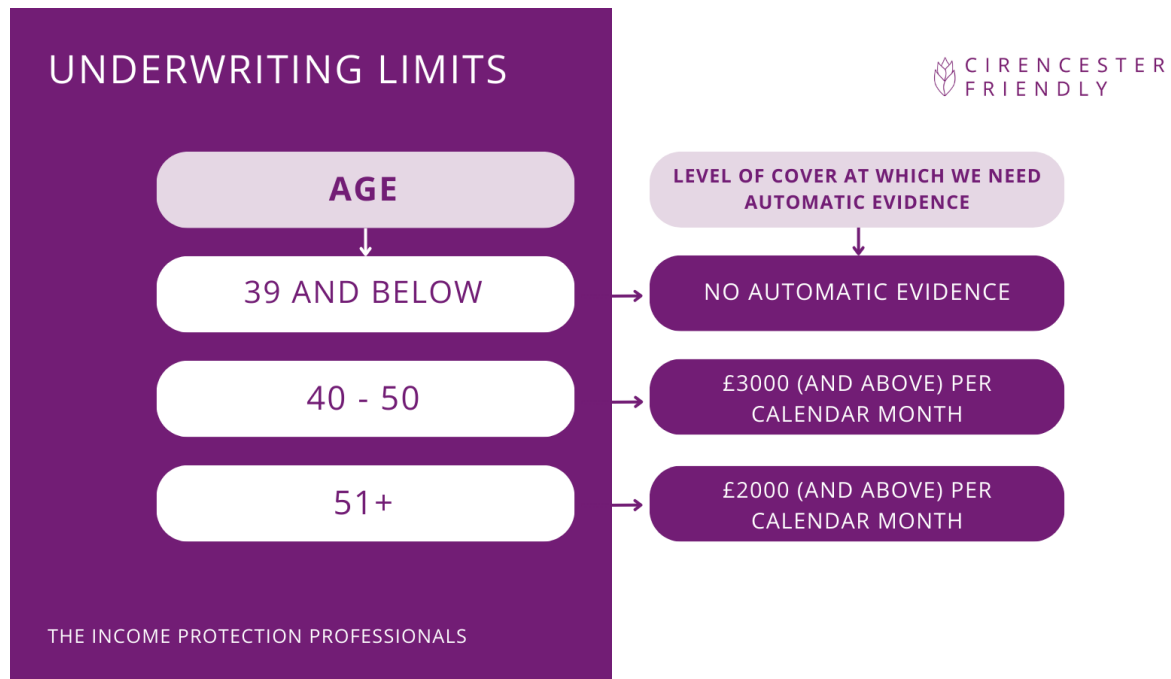 UNDERWRITING LIMITS
CIRENCESTER
FRIENDLY
AGE
LEVEL OF COVER AT WHICH WE NEED
AUTOMATIC EVIDENCE
39 AND BELOW
NO AUTOMATIC EVIDENCE
40 - 50
£3000 (AND ABOVE) PER
CALENDAR MONTH
51+
£2000 (AND ABOVE) PER
CALENDAR MONTH
THE INCOME PROTECTION PROFESSIONALS